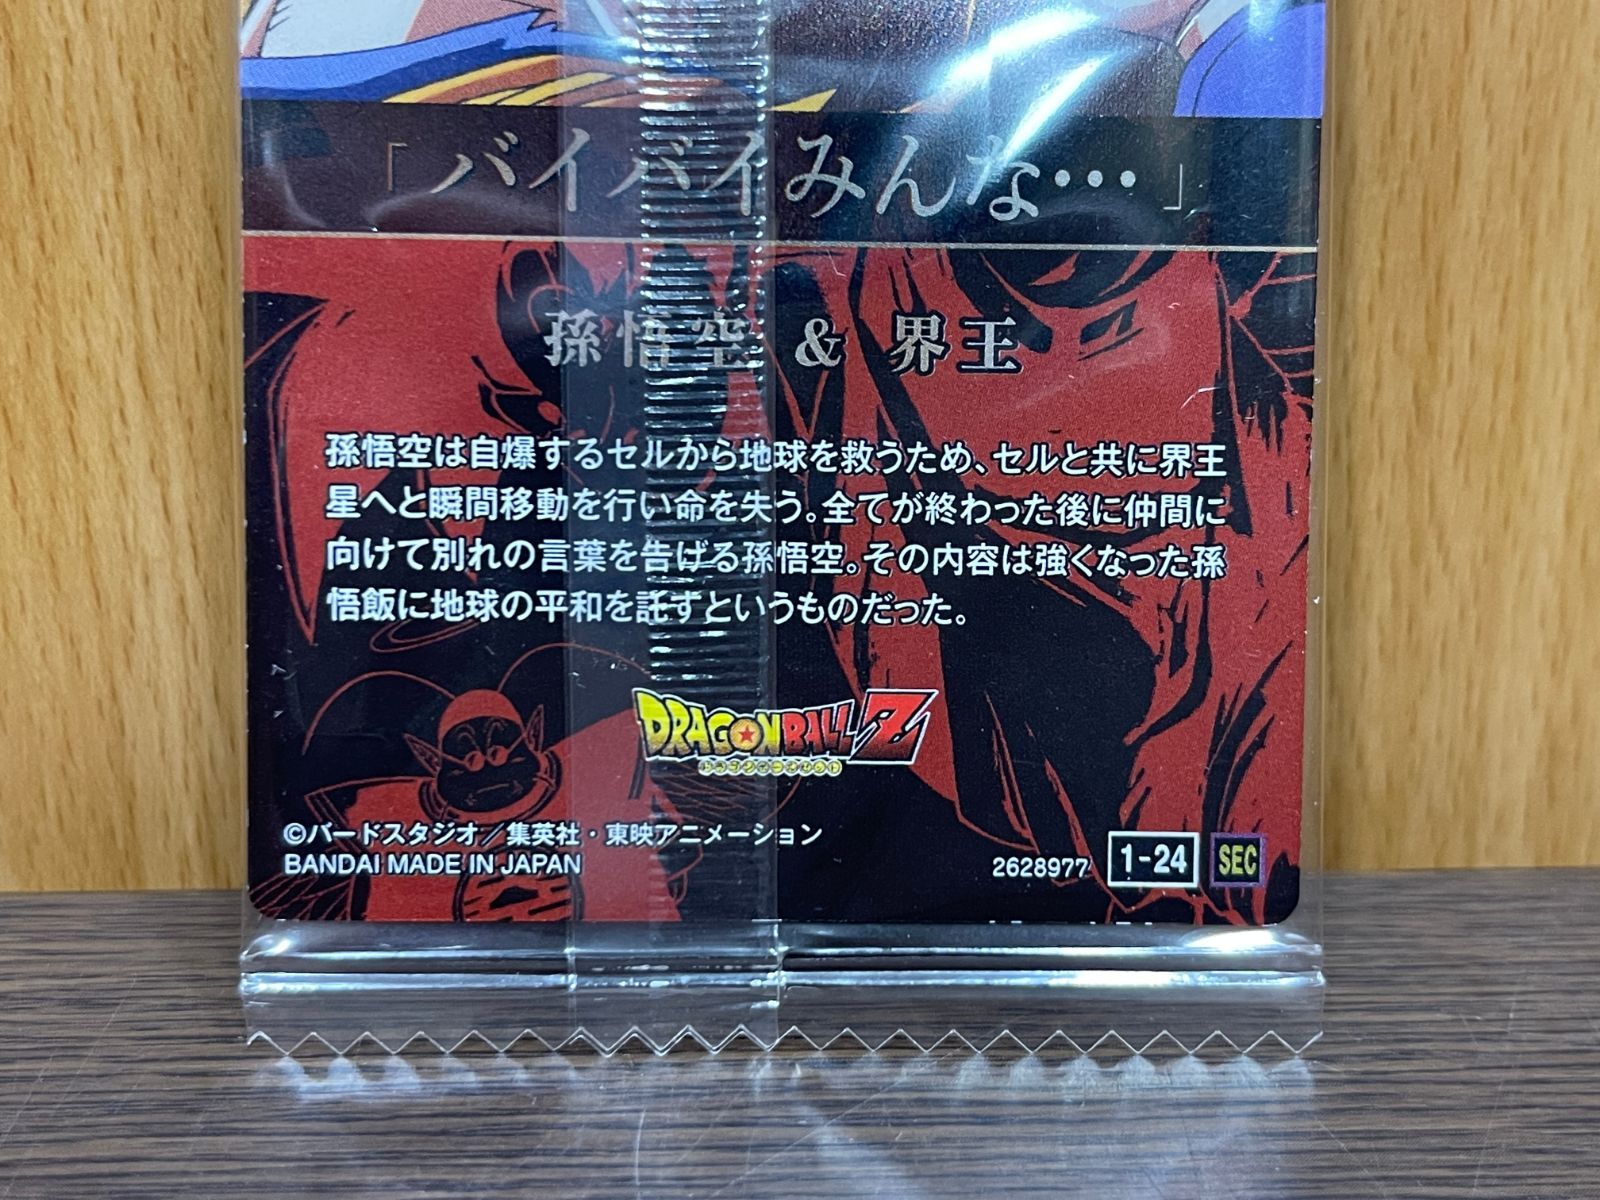 「バイバイみんな…」
孫悟空 & 界王
孫悟空は自爆するセルから地球を救うため、セルと共に界王
星へと瞬間移動を行い命を失う。全てが終わった後に仲間に
向けて別れの言葉を告げる孫悟空。その内容は強くなった孫
悟飯に地球の平和を託すというものだった。
DRAGONBALL Z
©バードスタジオ/集英社・東映アニメーション
BANDAI MADE IN JAPAN
2628977 1-24 SEC